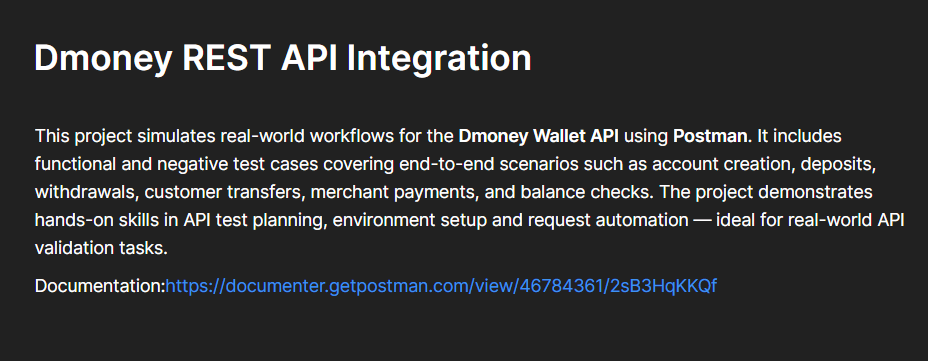 Dmoney REST API Integration
This project simulates real-world workflows for the Dmoney Wallet API using Postman. It includes
functional and negative test cases covering end-to-end scenarios such as account creation, deposits,
withdrawals, customer transfers, merchant payments, and balance checks. The project demonstrates
hands-on skills in API test planning, environment setup and request automation — ideal for real-world API
validation tasks.
Documentation:https://documenter.getpostman.com/view/46784361/2sB3HqKKQf